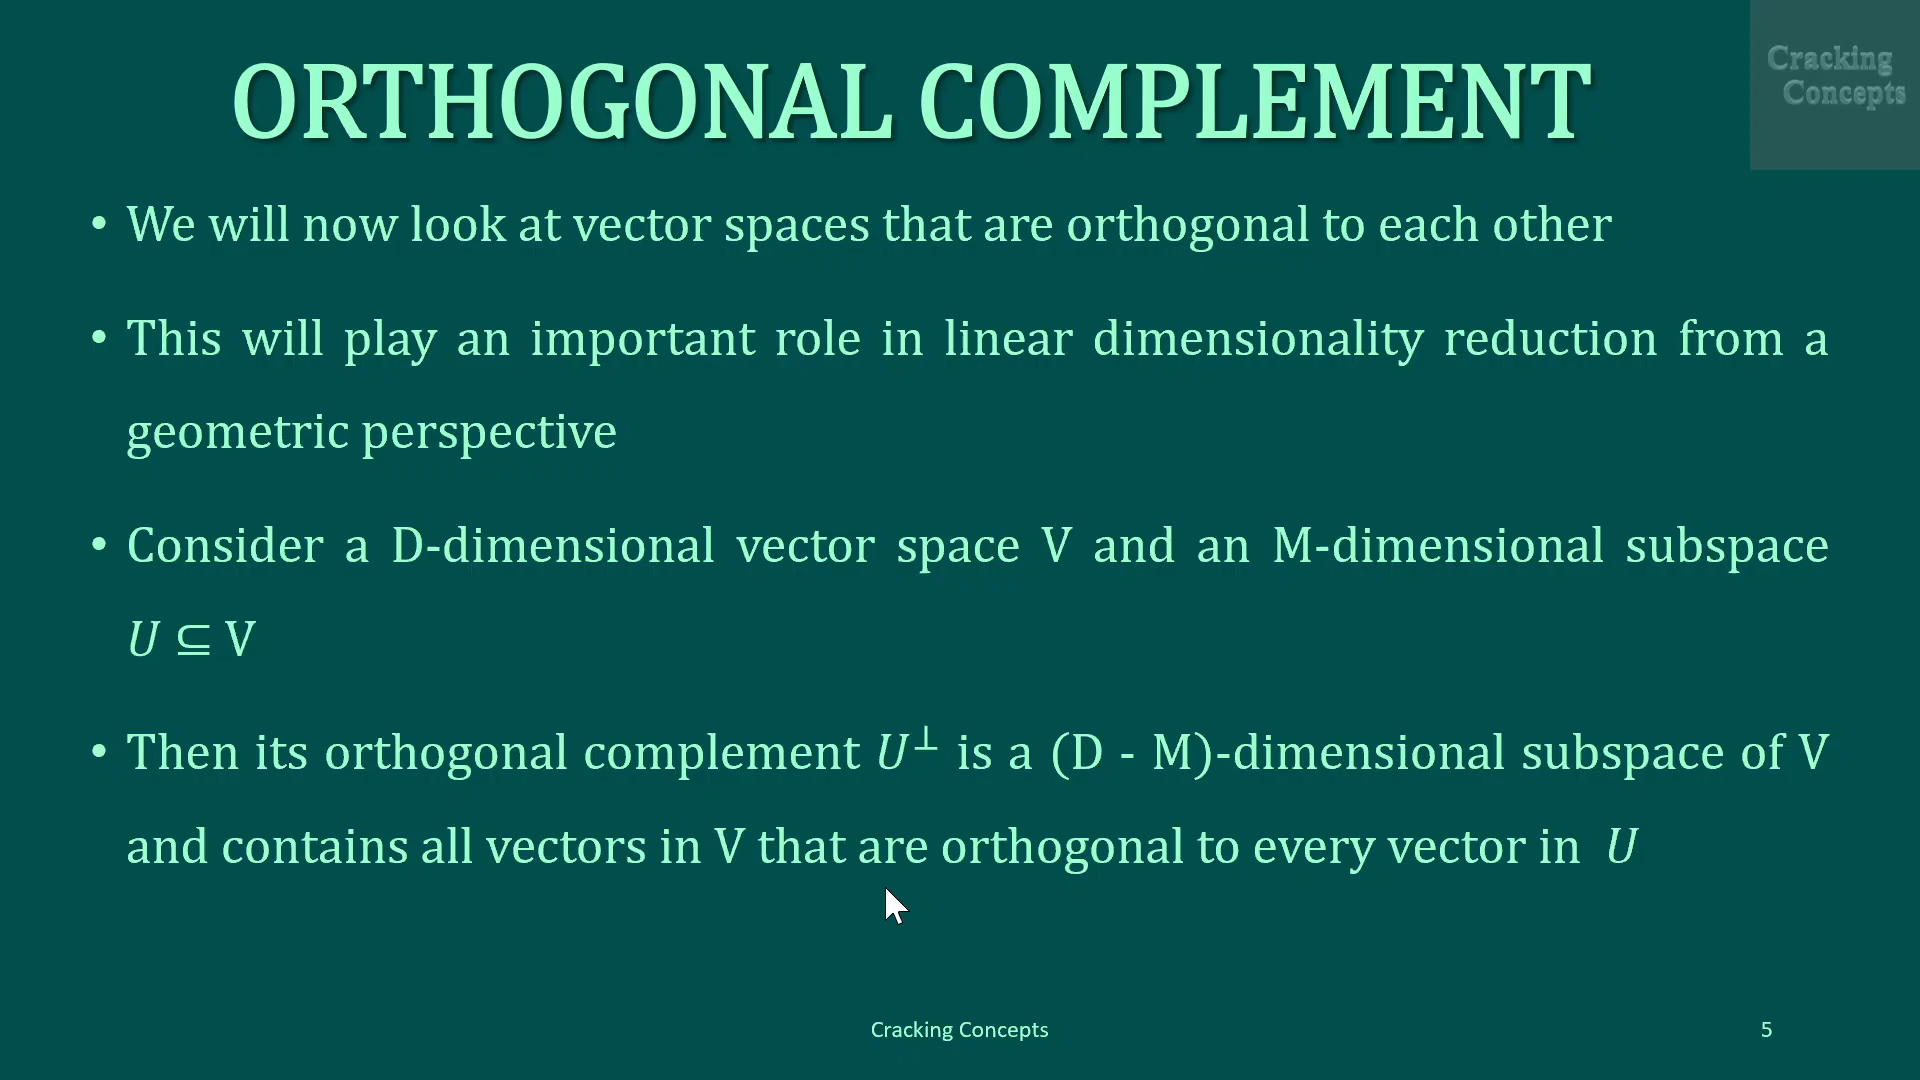 ORTHOGONAL COMPLEMENT
Cracking
Concepts
• We will now look at vector spaces that are orthogonal to each other
• This will play an important role in linear dimensionality reduction from a
geometric perspective
• Consider a D-dimensional vector space V and an M-dimensional subspace
U ⊆ V
• Then its orthogonal complement U⊥ is a (D - M)-dimensional subspace of V
and contains all vectors in V that are orthogonal to every vector in U
Cracking Concepts
5